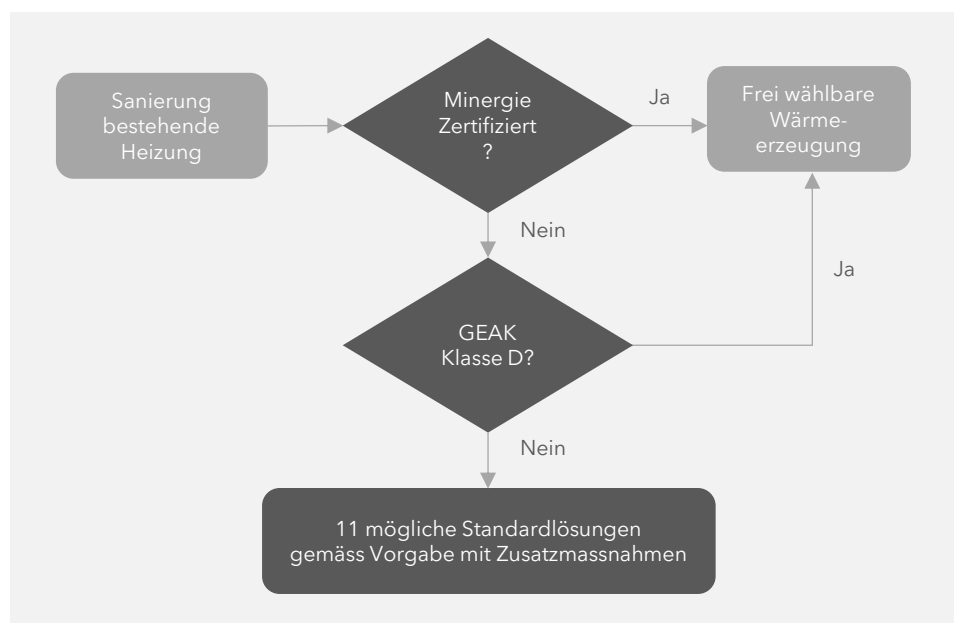 Sanierung
bestehende
Heizung
Minergie
Zertifiziert
?
Ja
Frei wählbare
Wärme-
erzeugung
Nein
Ja
GEAK
Klasse D?
Nein
11 mögliche Standardlösungen
gemäss Vorgabe mit Zusatzmassnahmen